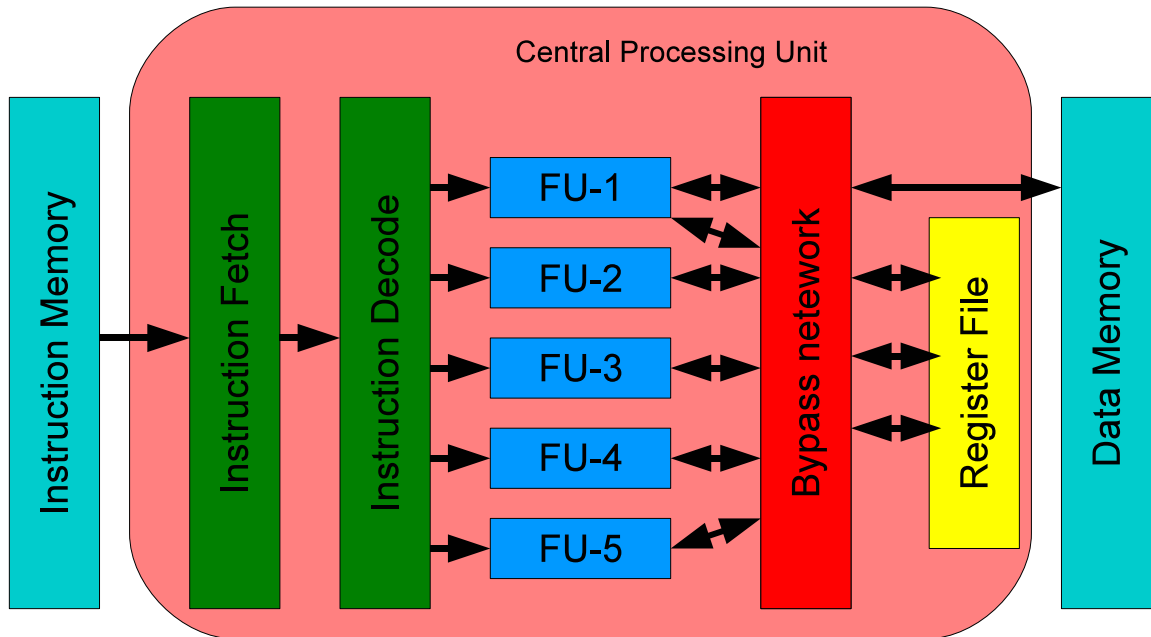 Central Processing Unit
Instruction Memory
Instruction Fetch
Instruction Decode
FU-1
FU-2
FU-3
FU-4
FU-5
Bypass netework
Register File
Data Memory